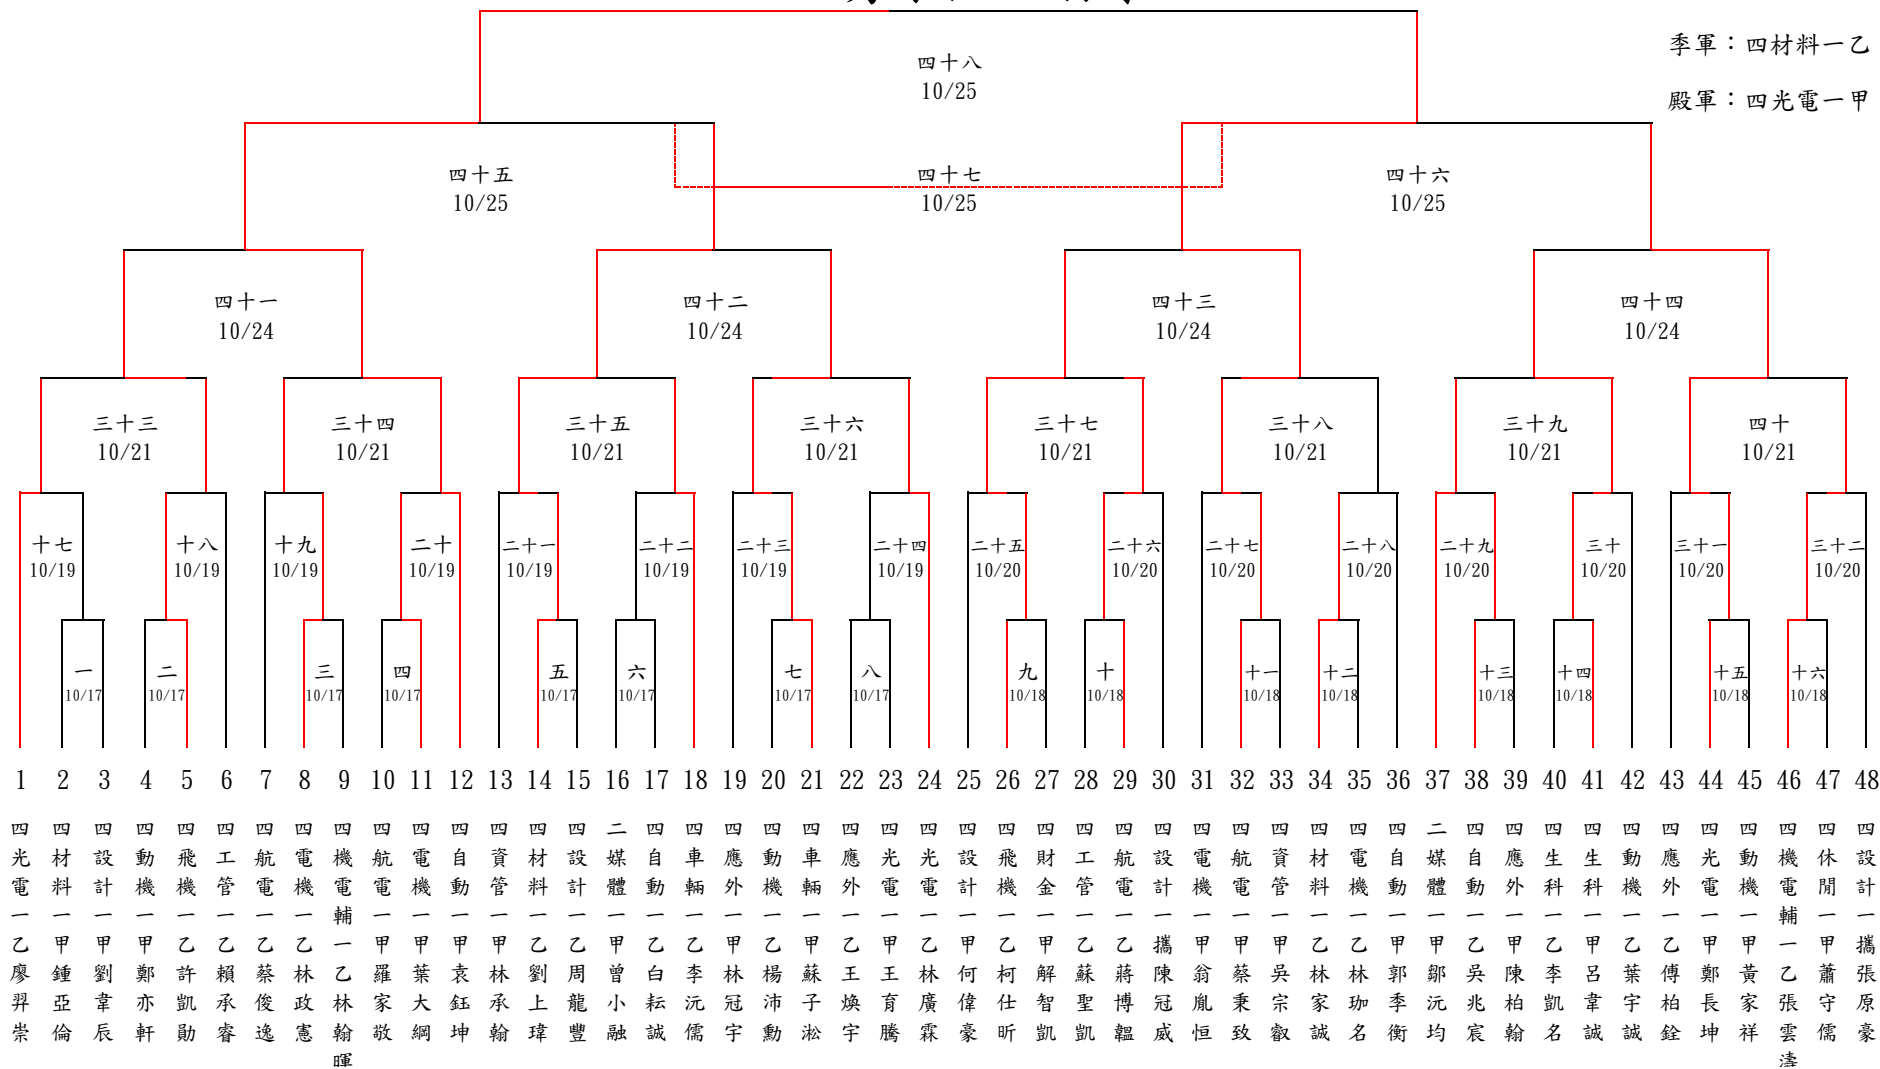 四十八
10/25
季軍：四材料一乙
殿軍：四光電一甲
四十五
10/25
四十七
10/25
四十六
10/25
四十一
10/24
四十二
10/24
四十三
10/24
四十四
10/24
三十三
10/21
三十四
10/21
三十五
10/21
三十六
10/21
三十七
10/21
三十八
10/21
三十九
10/21
四十
10/21
十七
10/19
十八
10/19
十九
10/19
二十
10/19
二十一
10/19
二十二
10/19
二十三
10/19
二十四
10/19
二十五
10/20
二十六
10/20
二十七
10/20
二十八
10/20
二十九
10/20
三十
10/20
三十一
10/20
三十二
10/20
一
10/17
二
10/17
三
10/17
四
10/17
五
10/17
六
10/17
七
10/17
八
10/17
九
10/18
十
10/18
十一
10/18
十二
10/18
十三
10/18
十四
10/18
十五
10/18
十六
10/18
1 2 3 4 5 6 7 8 9 10 11 12 13 14 15 16 17 18 19 20 21 22 23 24 25 26 27 28 29 30 31 32 33 34 35 36 37 38 39 40 41 42 43 44 45 46 47 48
四光電一乙廖羿崇
四材料一甲鍾亞倫
四設計一甲劉韋辰
四動機一甲鄭亦軒
四飛機一乙許凱勛
四工管一乙賴承睿
四航電一乙蔡俊逸
四電機一乙林政憲
四機電輔一乙林翰暉
四航電一甲羅家敬
四電機一甲葉大綱
四自動一甲袁鈺坤
四資管一甲林承翰
四材料一乙劉上瑋
四設計一乙周龍豐
二媒體一甲曾小融
四自動一乙白耘誠
四車輛一乙李沅儒
四應外一甲林冠宇
四動機一乙楊沛勳
四車輛一甲蘇子淞
四應外一乙王煥宇
四光電一甲王育騰
四光電一乙林廣霖
四設計一甲何偉豪
四飛機一乙柯仕昕
四財金一甲解智凱
四工管一乙蘇聖凱
四航電一乙蔣博韞
四設計一攜陳冠威
四電機一甲翁胤恒
四航電一甲蔡秉致
四資管一甲吳宗叡
四材料一乙林家誠
四電機一乙林珈名
四自動一甲郭季衡
二媒體一甲鄒沅均
四自動一乙吳兆宸
四應外一甲陳柏翰
四生科一乙李凱名
四生科一甲呂韋誠
四動機一乙葉宇誠
四應外一乙傅柏銓
四光電一甲鄭長坤
四動機一甲黃家祥
四機電輔一乙張雲濤
四休閒一甲蕭守儒
四設計一攜張原豪